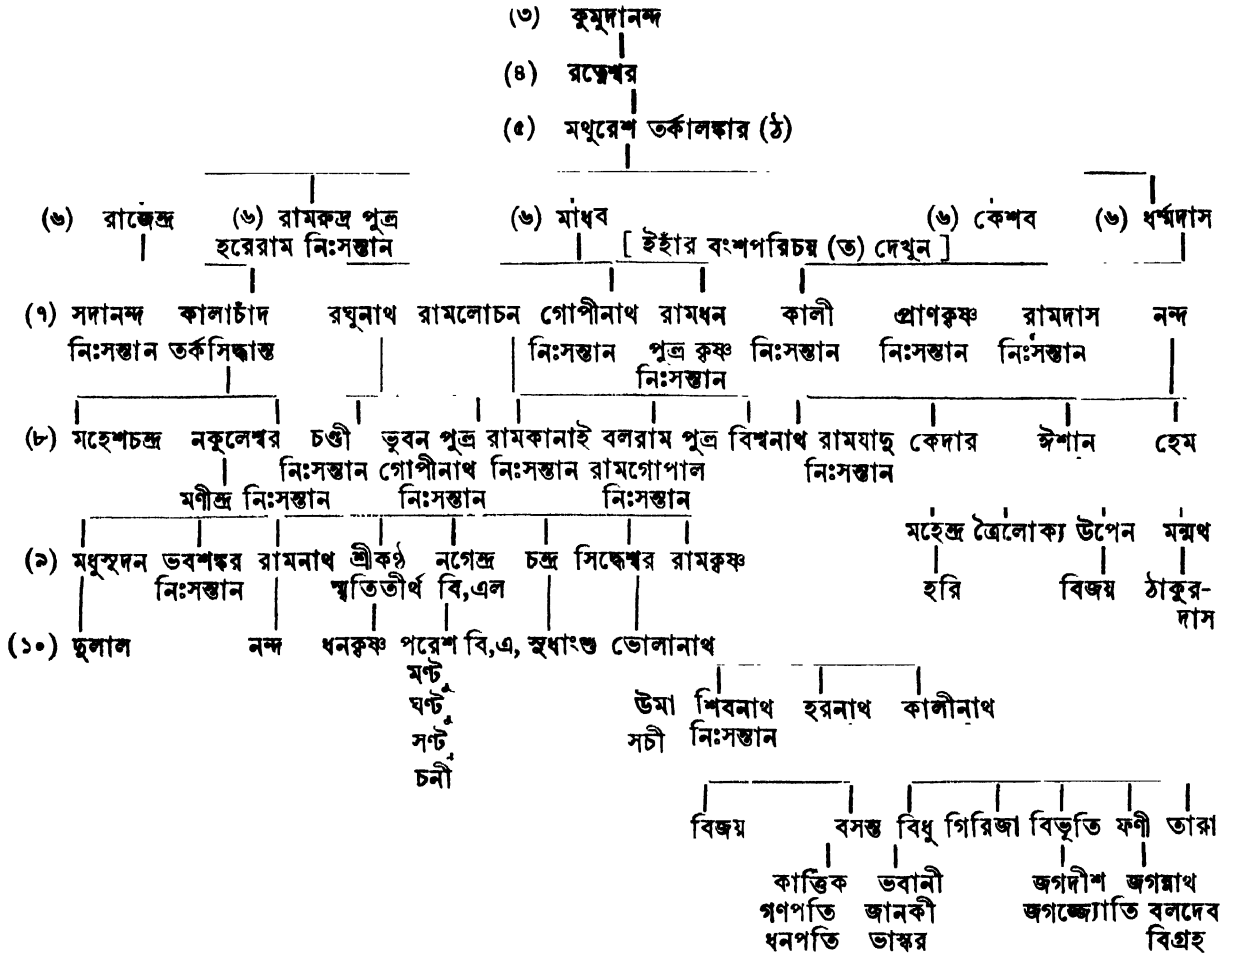 (৩) কুমুদানন্দ
(৪) রত্নেশ্বর
(৫) মথুরেশ তর্কালঙ্কার (ঠ)
(৬) রাজেন্দ্র (৬) রামরুদ্র পুত্র (৬) মাধব (৬) কেশব (৬) ধর্ম্মদাস
হরেরাম নিঃসন্তান [ ইহাঁর বংশপরিচয় (ত) দেখুন ]
(৭) সদানন্দ কালাচাঁদ রঘুনাথ রামলোচন গোপীনাথ রামধন কালী প্রাণকৃষ্ণ রামদাস নন্দ
নিঃসন্তান তর্কসিদ্ধান্ত নিঃসন্তান পুত্র কৃষ্ণ নিঃসন্তান নিঃসন্তান নিঃসন্তান
নিঃসন্তান
(৮) মহেশচন্দ্র নকুলেশ্বর চণ্ডী ভুবন পুত্র রামকানাই বলরাম পুত্র বিশ্বনাথ রামযাদু কেদার ঈশান হেম
নিঃসন্তান গোপীনাথ নিঃসন্তান রামগোপাল নিঃসন্তান
মণীন্দ্র নিঃসন্তান নিঃসন্তান নিঃসন্তান
মহেন্দ্র ত্রৈলোক্য উপেন মন্মথ
(৯) মধুসূদন ভবশঙ্কর রামনাথ শ্রীকণ্ঠ নগেন্দ্র চন্দ্র সিদ্ধেশ্বর রামকৃষ্ণ
নিঃসন্তান স্মৃতিতীর্থ বি,এল হরি বিজয় ঠাকুর-
দাস
(১০) দুলাল নন্দ ধনকৃষ্ণ পরেশ বি,এ, সুধাংশু ভোলানাথ
মণ্টু
ঘণ্টু উমা শিবনাথ হরনাথ কালীনাথ
সণ্টু সচী নিঃসন্তান
চনী
বিজয় বসন্ত বিধু গিরিজা বিভূতি ফণী তারা
কার্ত্তিক ভবানী জগদীশ জগন্নাথ
গণপতি জানকী জগজ্জ্যোতি বলদেব
ধনপতি ভাস্কর বিগ্রহ